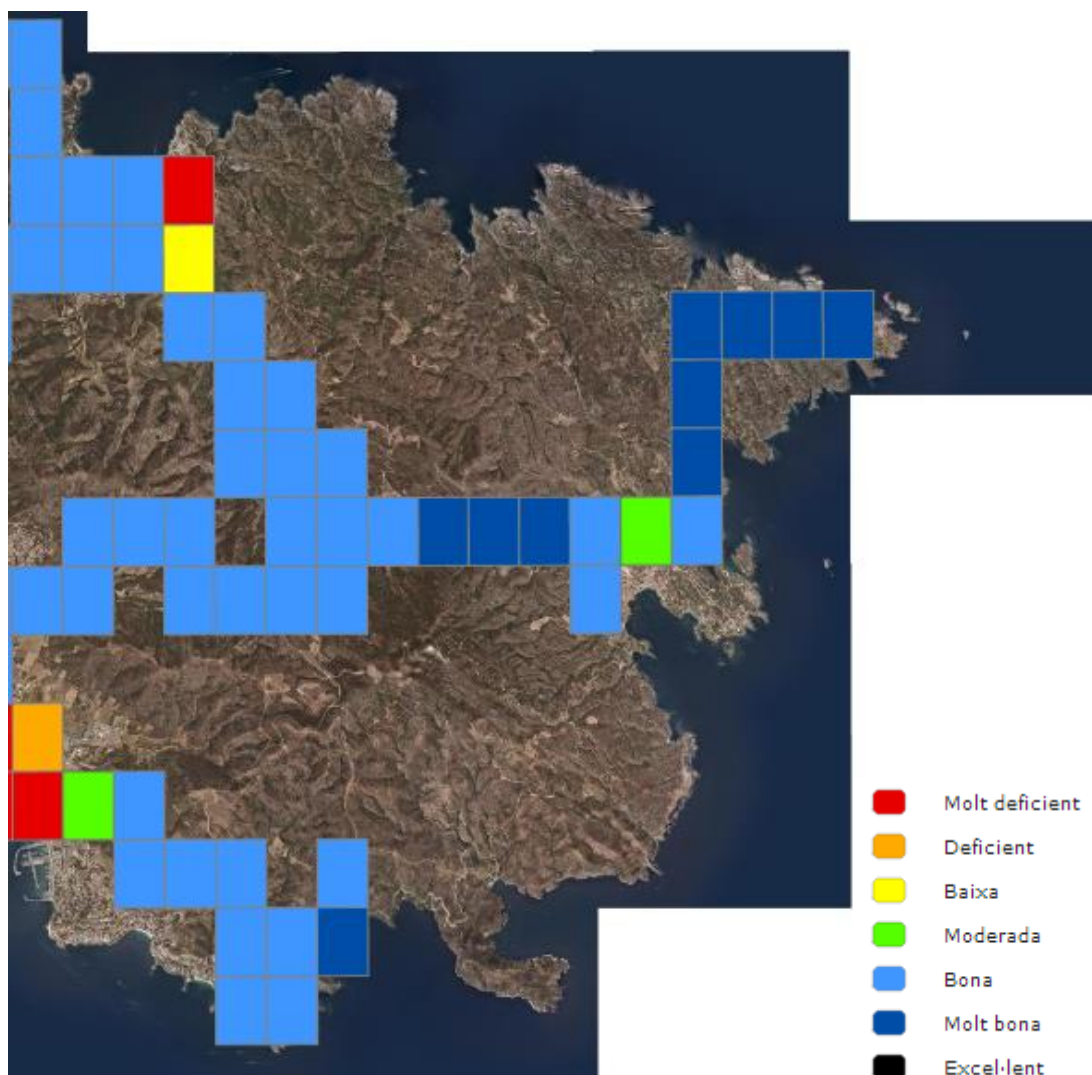 Molt deficient
Deficient
Baixa
Moderada
Bona
Molt bona
Excel·lent